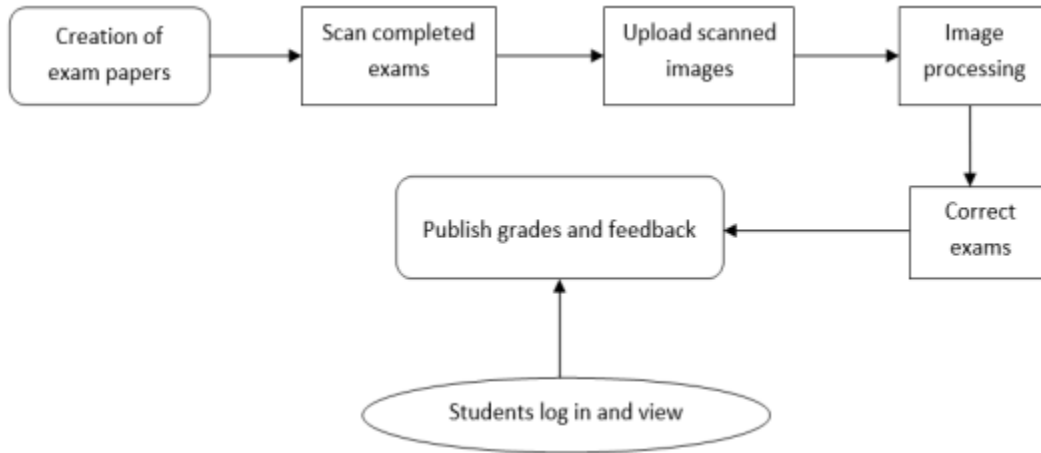 Creation of
exam papers
Scan completed
exams
Upload scanned
images
Image
processing
Correct
exams
Publish grades and feedback
Students log in and view